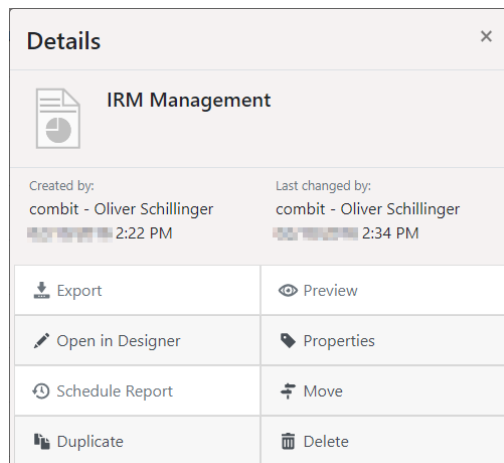 Details
×
IRM Management
Created by:
Last changed by:
combit - Oliver Schillinger
combit - Oliver Schillinger
2:22 PM
2:34 PM
Export
Preview
Open in Designer
Properties
Schedule Report
Move
Duplicate
Delete